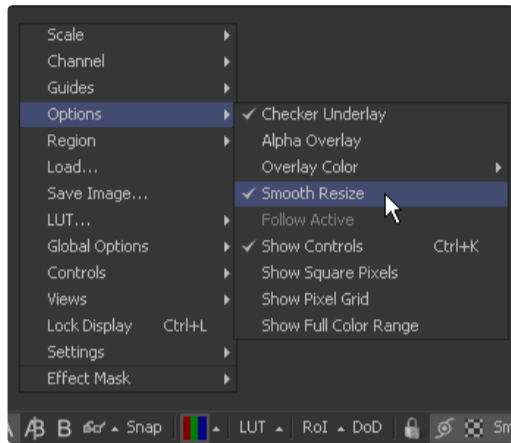 Scale
Channel
Guides
Options
Region
Load...
Save Image...
LUT...
Global Options
Controls
Views
Lock Display Ctrl+L
Settings
Effect Mask
Checker Underlay
Alpha Overlay
Overlay Color
Smooth Resize
Follow Active
Show Controls Ctrl+K
Show Square Pixels
Show Pixel Grid
Show Full Color Range
B Snap LUT RoI DoD